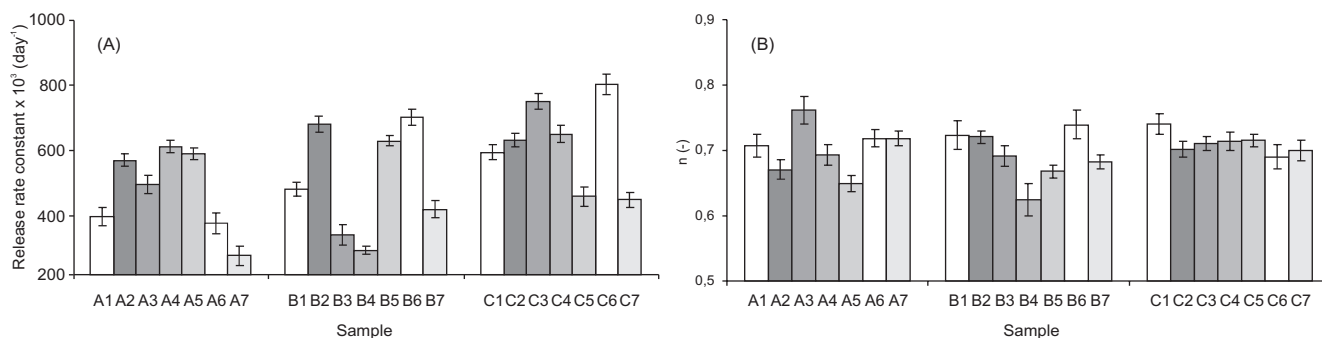 (A)
Release rate constant x 10³ (day⁻¹)
1000
800
600
400
200
A1 A2 A3 A4 A5 A6 A7
B1 B2 B3 B4 B5 B6 B7
C1 C2 C3 C4 C5 C6 C7
Sample
(B)
n (-)
0,9
0,8
0,7
0,6
0,5
A1 A2 A3 A4 A5 A6 A7
B1 B2 B3 B4 B5 B6 B7
C1 C2 C3 C4 C5 C6 C7
Sample